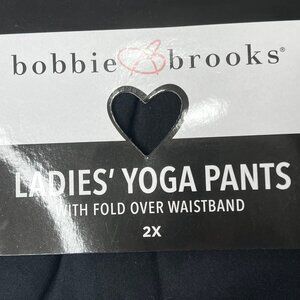 bobbie brooks®
LADIES' YOGA PANTS
WITH FOLD OVER WAISTBAND
2X